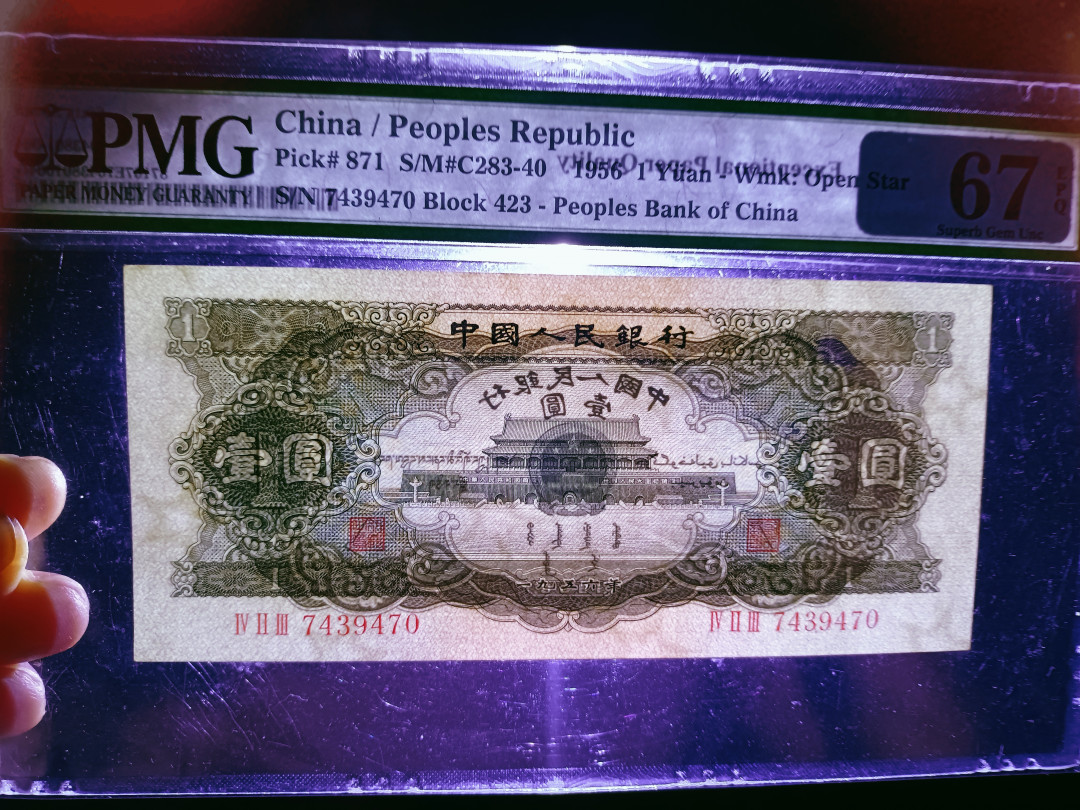 PMG
PAPER MONEY GUARANTY
China / Peoples Republic
Pick# 871 S/M#C283-40 1956 1 Yuan - Wmk: Open Star
S/N 7439470 Block 423 - Peoples Bank of China
Exceptional Paper Quality
67
EPQ
Superb Gem Unc
1 1
中國人民銀行
中國人民銀行
壹圓
壹圓 壹圓
一九五六年
ⅣⅡⅢ 7439470 ⅣⅡⅢ 7439470